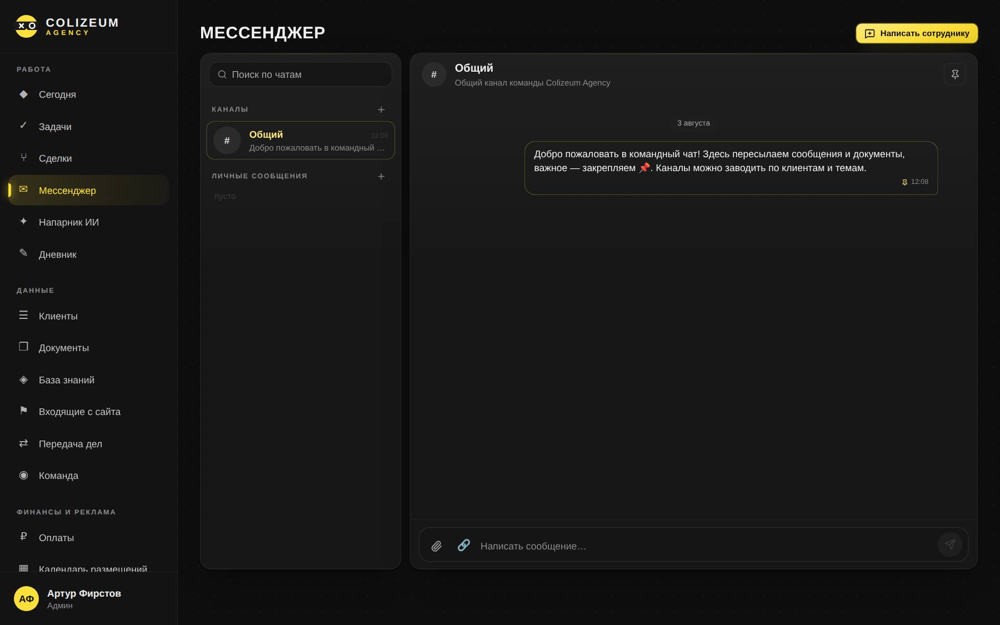 COLIZEUM
AGENCY
РАБОТА
Сегодня
Задачи
Сделки
Мессенджер
Напарник ИИ
Дневник
ДАННЫЕ
Клиенты
Документы
База знаний
Входящие с сайта
Передача дел
Команда
ФИНАНСЫ И РЕКЛАМА
Оплаты
Календарь размещений
АФ
Артур Фирстов
Админ
МЕССЕНДЖЕР
Написать сотруднику
Поиск по чатам
КАНАЛЫ
#
Общий
12:08
Добро пожаловать в командный …
ЛИЧНЫЕ СООБЩЕНИЯ
пусто
#
Общий
Общий канал команды Colizeum Agency
3 августа
Добро пожаловать в командный чат! Здесь пересылаем сообщения и документы,
важное — закрепляем 📌. Каналы можно заводить по клиентам и темам.
12:08
Написать сообщение…